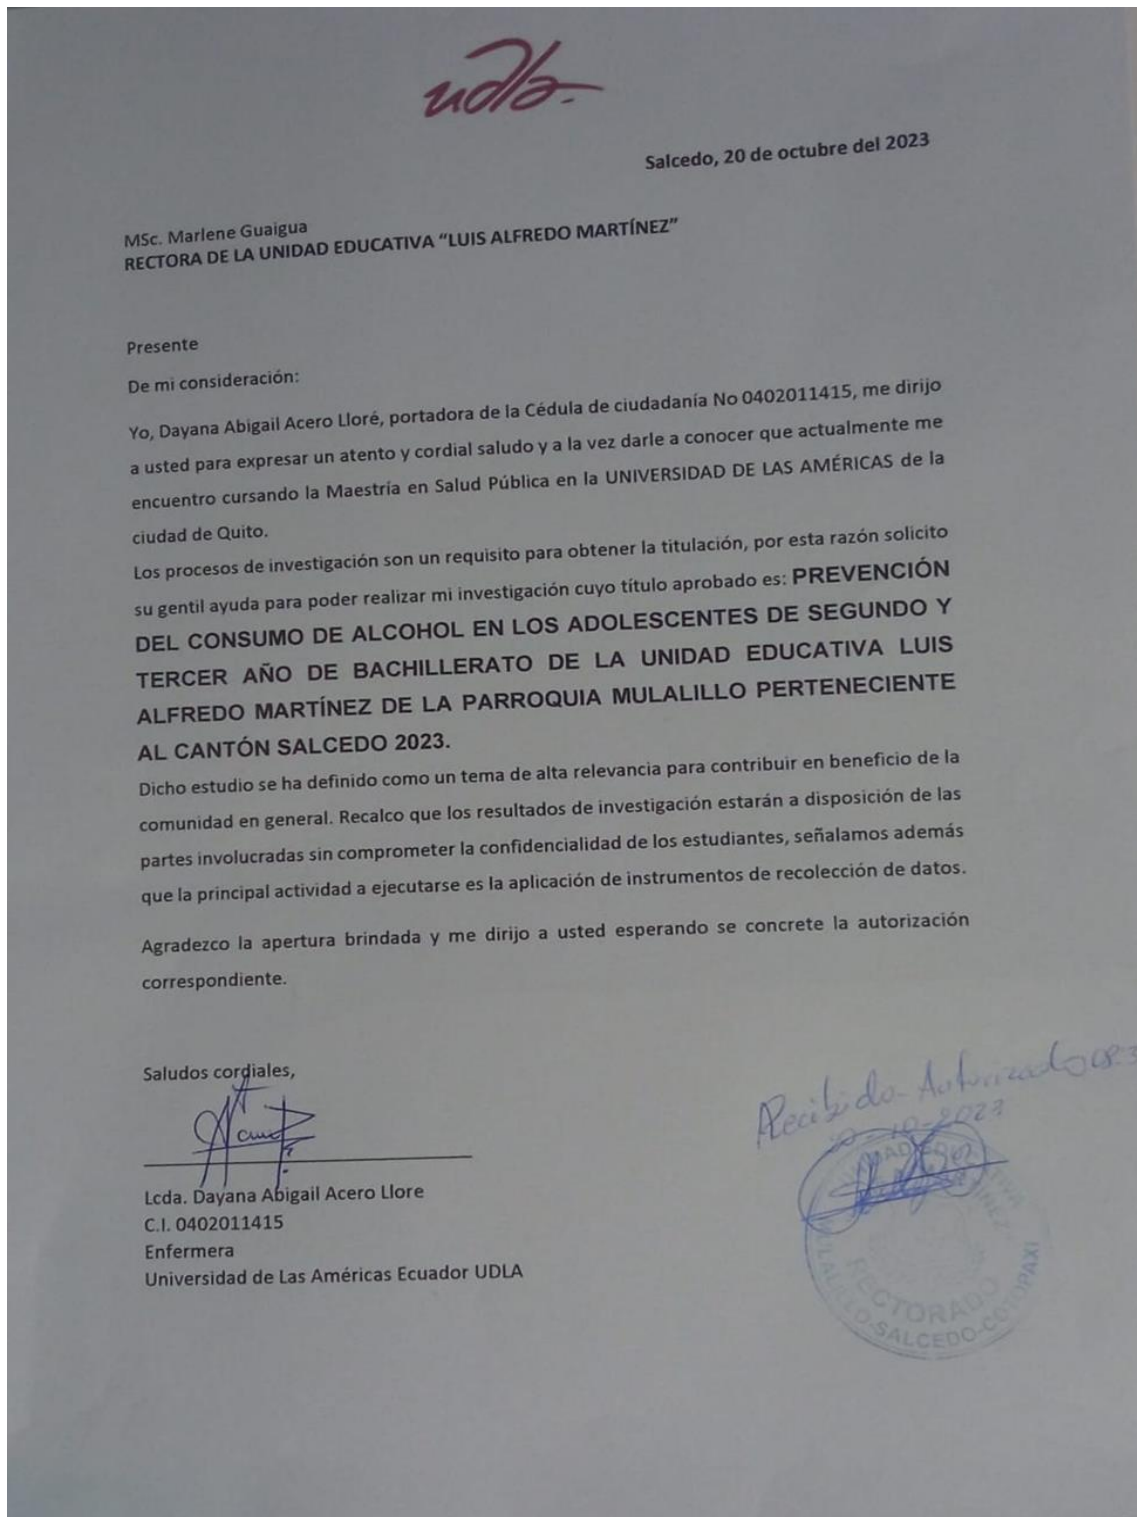 udla-
Salcedo, 20 de octubre del 2023
MSc. Marlene Guaigua
RECTORA DE LA UNIDAD EDUCATIVA “LUIS ALFREDO MARTÍNEZ”
Presente
De mi consideración:
Yo, Dayana Abigail Acero Lloré, portadora de la Cédula de ciudadanía No 0402011415, me dirijo
a usted para expresar un atento y cordial saludo y a la vez darle a conocer que actualmente me
encuentro cursando la Maestría en Salud Pública en la UNIVERSIDAD DE LAS AMÉRICAS de la
ciudad de Quito.
Los procesos de investigación son un requisito para obtener la titulación, por esta razón solicito
su gentil ayuda para poder realizar mi investigación cuyo título aprobado es: PREVENCIÓN
DEL CONSUMO DE ALCOHOL EN LOS ADOLESCENTES DE SEGUNDO Y
TERCER AÑO DE BACHILLERATO DE LA UNIDAD EDUCATIVA LUIS
ALFREDO MARTÍNEZ DE LA PARROQUIA MULALILLO PERTENECIENTE
AL CANTÓN SALCEDO 2023.
Dicho estudio se ha definido como un tema de alta relevancia para contribuir en beneficio de la
comunidad en general. Recalco que los resultados de investigación estarán a disposición de las
partes involucradas sin comprometer la confidencialidad de los estudiantes, señalamos además
que la principal actividad a ejecutarse es la aplicación de instrumentos de recolección de datos.
Agradezco la apertura brindada y me dirijo a usted esperando se concrete la autorización
correspondiente.
Saludos cordiales,
Recibido-Autorizado
Lcda. Dayana Abigail Acero Llore
C.I. 0402011415
Enfermera
Universidad de Las Américas Ecuador UDLA
RECTORADO
SALCEDO-COTOPAXI